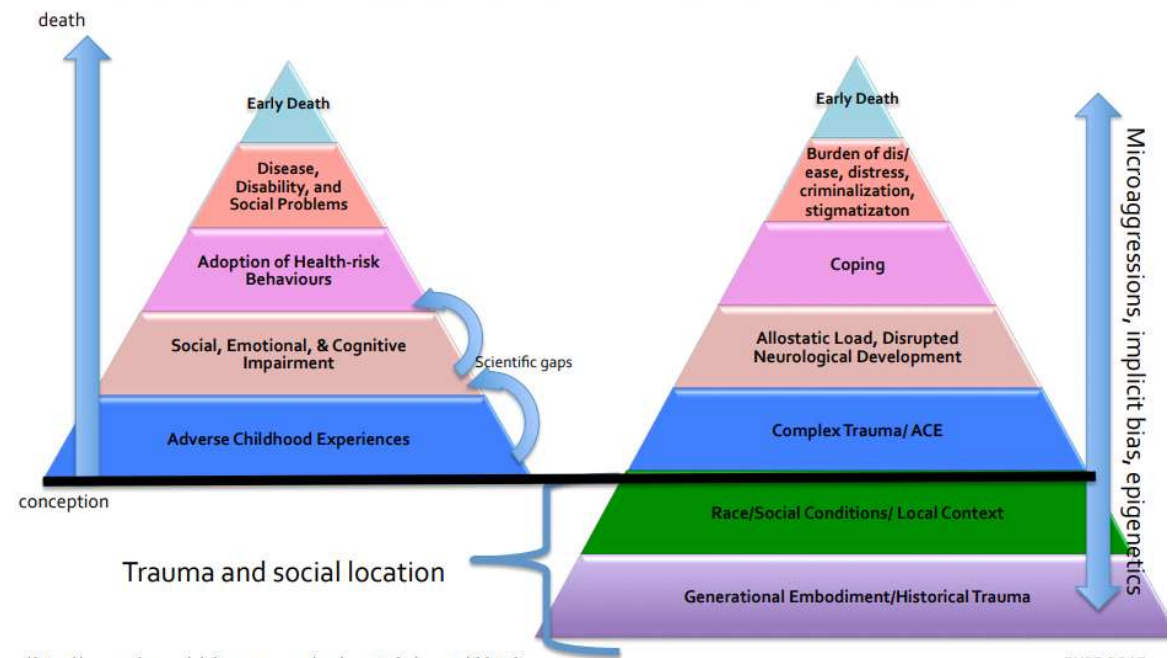 death
Early Death
Disease,
Disability, and
Social Problems
Adoption of Health-risk
Behaviours
Social, Emotional, & Cognitive
Impairment
Scientific gaps
Adverse Childhood Experiences
conception
Trauma and social location
Early Death
Burden of dis/
ease, distress,
criminalization,
stigmatizaton
Coping
Allostatic Load, Disrupted
Neurological Development
Complex Trauma/ ACE
Race/Social Conditions/ Local Context
Generational Embodiment/Historical Trauma
Microaggressions, implicit bias, epigenetics